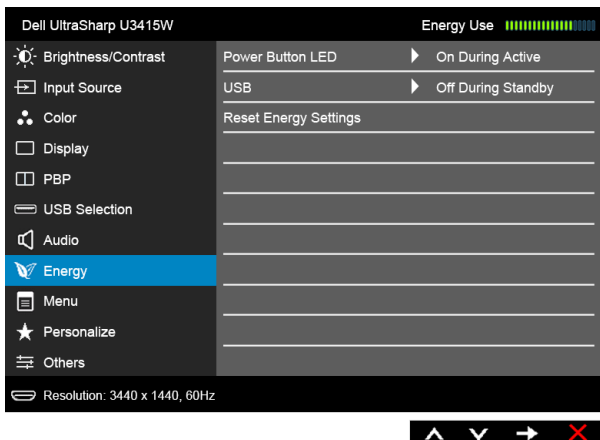 Dell UltraSharp U3415W
Energy Use
Brightness/Contrast
Power Button LED
On During Active
Input Source
USB
Off During Standby
Color
Reset Energy Settings
Display
PBP
USB Selection
Audio
Energy
Menu
Personalize
Others
Resolution: 3440 x 1440, 60Hz